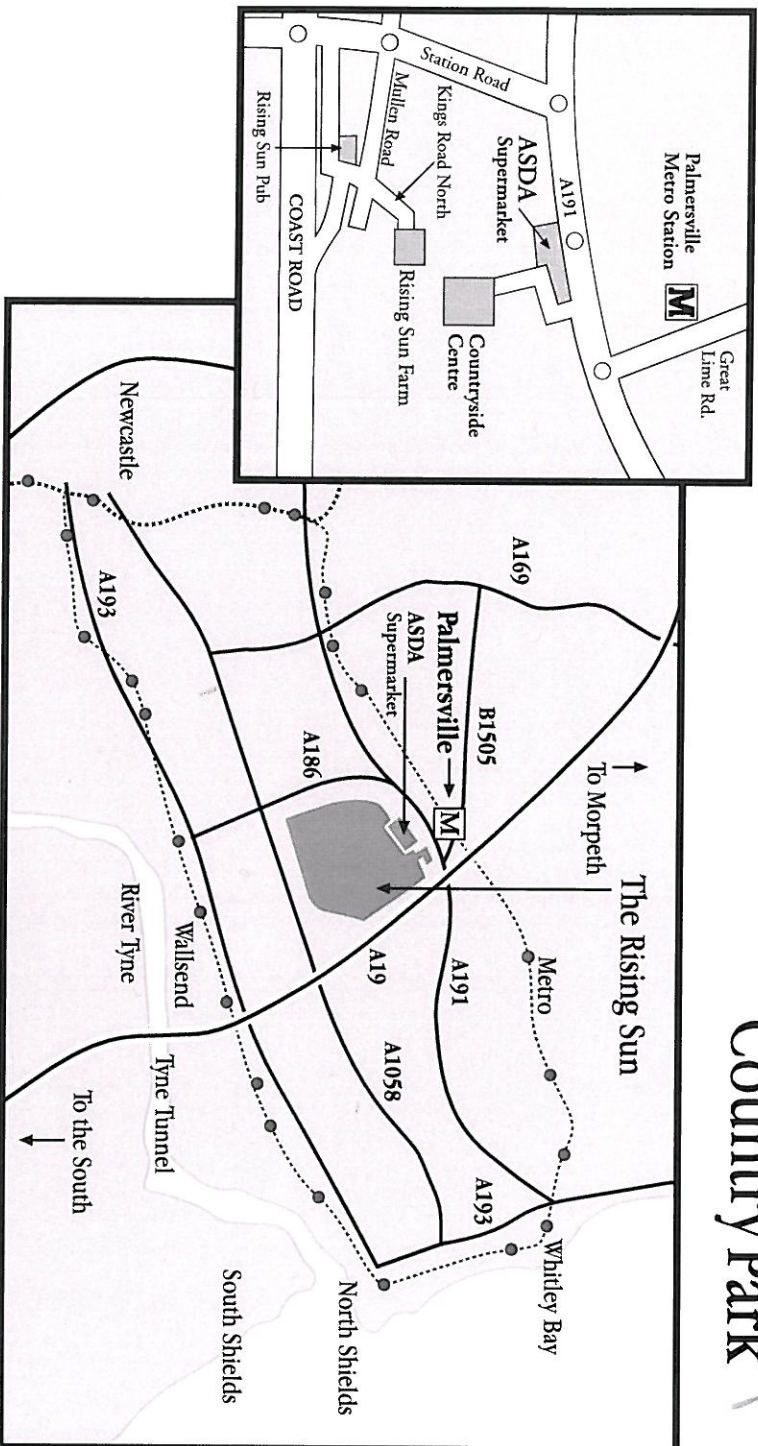 Country Park
Palmersville
Metro Station
M
Great
Lime Rd.
A191
ASDA
Supermarket
Station Road
Countryside
Centre
Kings Road North
Mullen Road
Rising Sun Farm
Rising Sun Pub
COAST ROAD
The Rising Sun
To Morpeth
A169
B1505
Palmersville
M
ASDA
Supermarket
A186
Metro
A191
A19
A1058
A193
Whitley Bay
Newcastle
A193
Wallsend
River Tyne
Tyne Tunnel
To the South
North Shields
South Shields